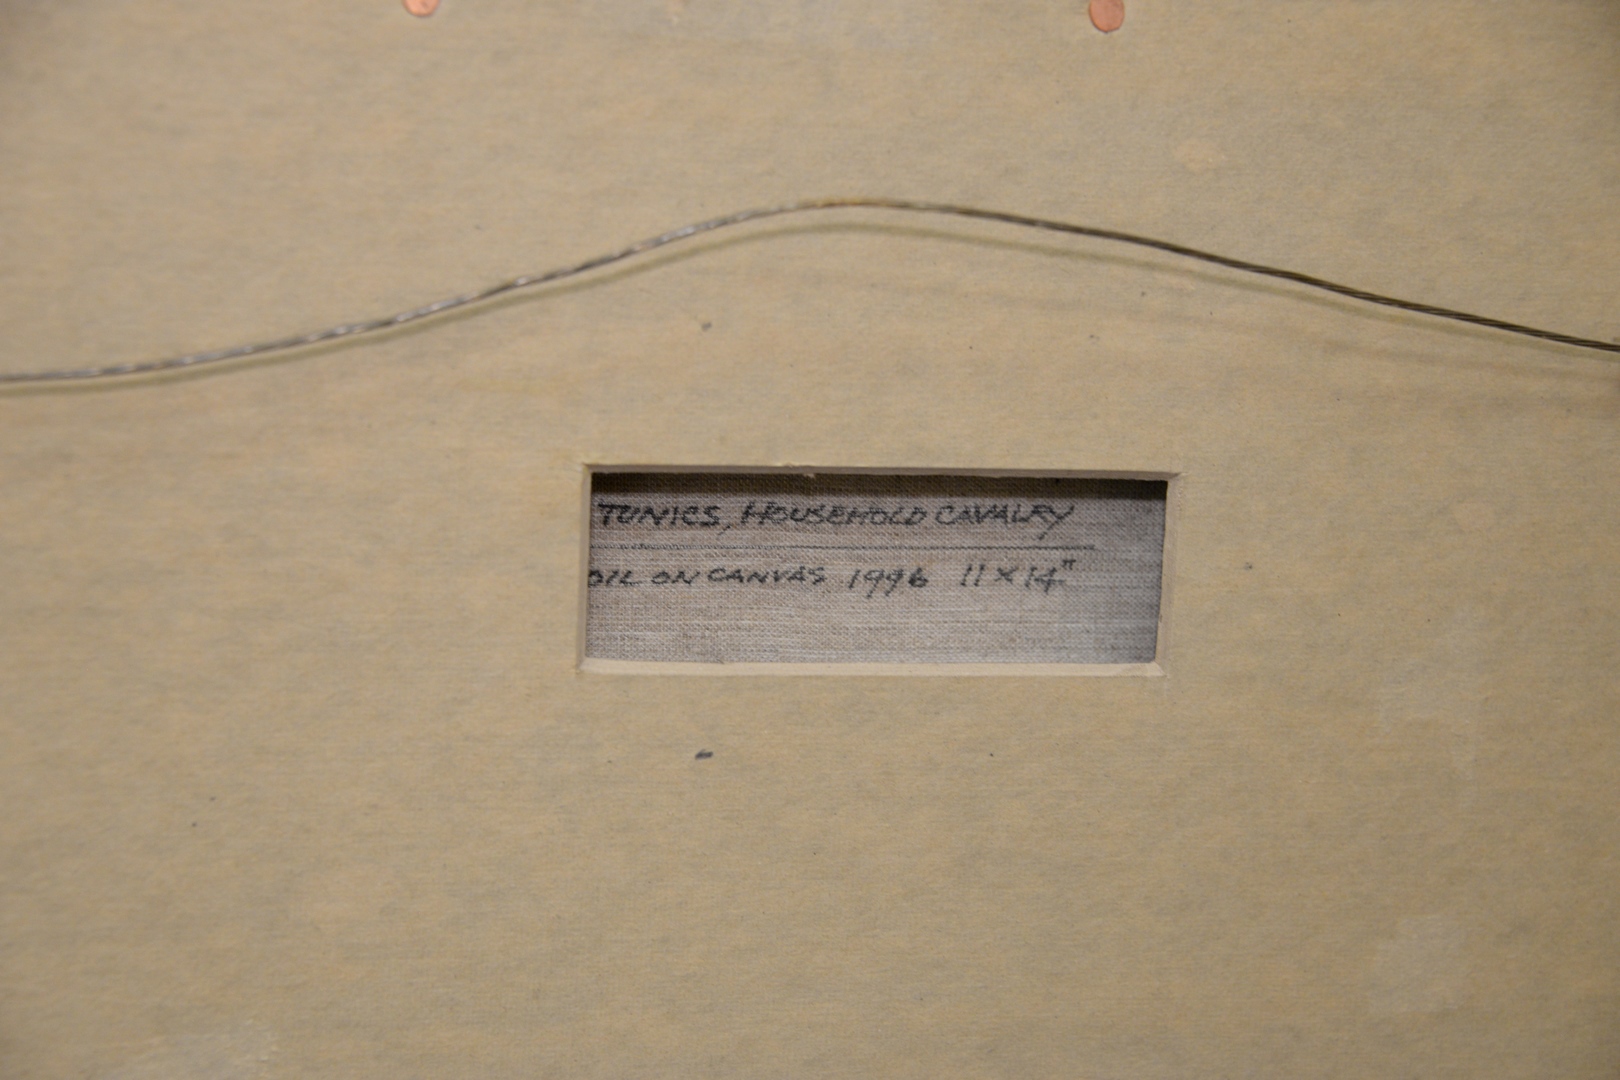 TUNICS, HOUSEHOLD CAVALRY
OIL ON CANVAS 1996 11 X 14"